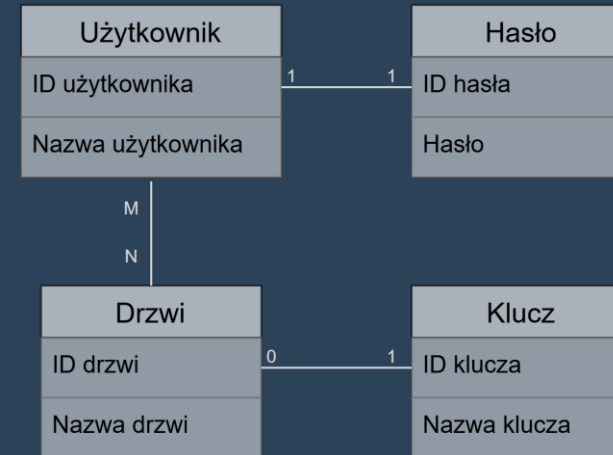 Użytkownik
ID użytkownika
Nazwa użytkownika
1 1
Hasło
ID hasła
Hasło
M
N
Drzwi
ID drzwi
Nazwa drzwi
0 1
Klucz
ID klucza
Nazwa klucza